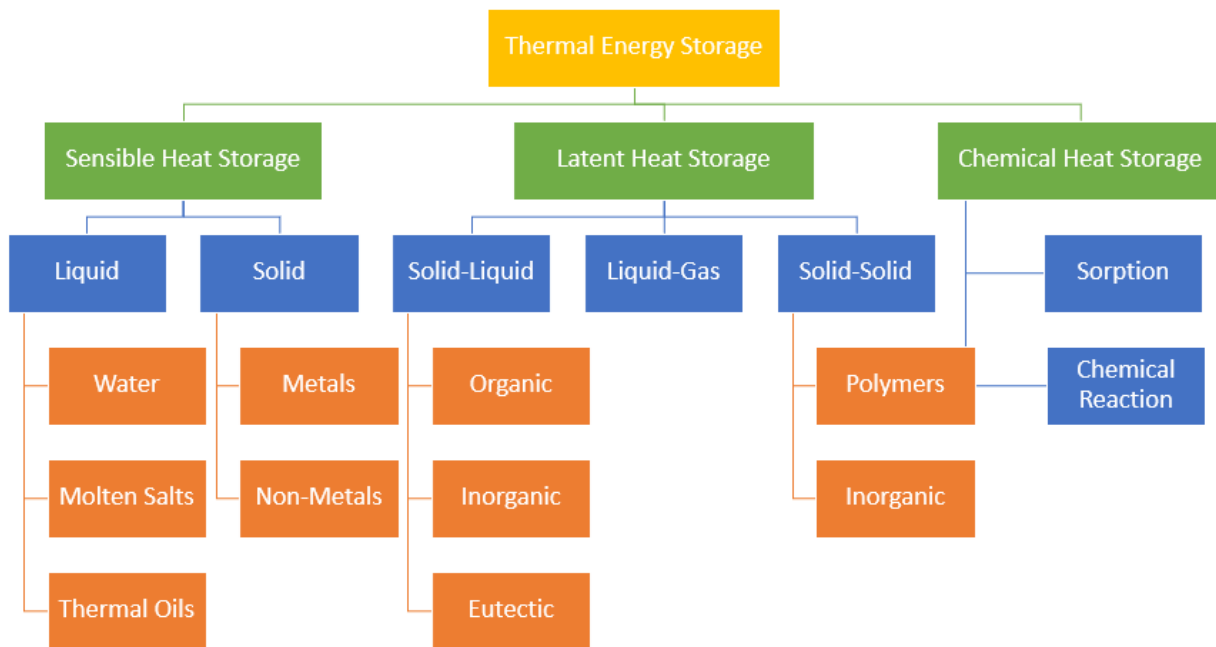 Thermal Energy Storage
Sensible Heat Storage
Latent Heat Storage
Chemical Heat Storage
Liquid
Solid
Solid-Liquid
Liquid-Gas
Solid-Solid
Sorption
Water
Metals
Organic
Polymers
Chemical
Reaction
Molten Salts
Non-Metals
Inorganic
Inorganic
Thermal Oils
Eutectic